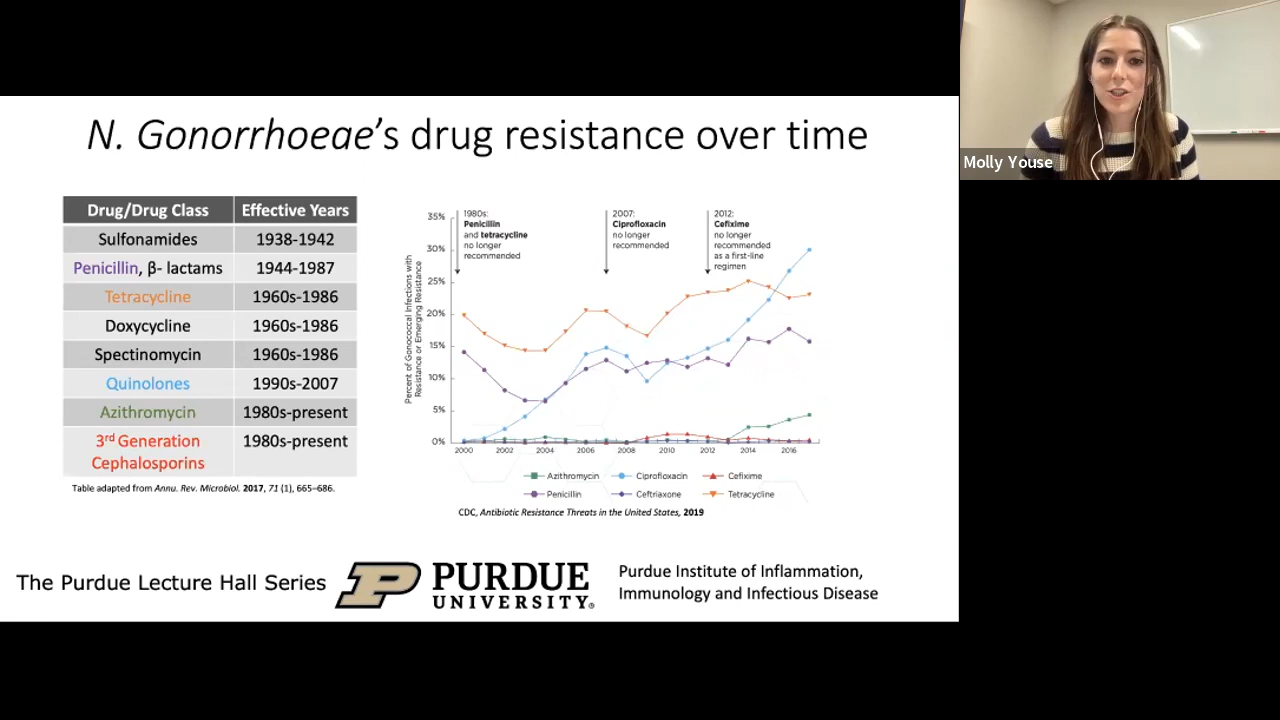 N. Gonorrhoeae's drug resistance over time
Drug/Drug Class Effective Years
Sulfonamides 1938-1942
Penicillin, β- lactams 1944-1987
Tetracycline 1960s-1986
Doxycycline 1960s-1986
Spectinomycin 1960s-1986
Quinolones 1990s-2007
Azithromycin 1980s-present
3rd Generation 1980s-present
Cephalosporins
Table adapted from Annu. Rev. Microbiol. 2017, 71 (1), 665–686.
Percent of Gonococcal Infections with
Resistance or Emerging Resistance
35%
30%
25%
20%
15%
10%
5%
0%
1980s:
Penicillin
and tetracycline
no longer
recommended
2007:
Ciprofloxacin
no longer
recommended
2012:
Cefixime
no longer
recommended
as a first-line
regimen
2000 2002 2004 2006 2008 2010 2012 2014 2016
Azithromycin Ciprofloxacin Cefixime
Penicillin Ceftriaxone Tetracycline
CDC, Antibiotic Resistance Threats in the United States, 2019
The Purdue Lecture Hall Series
P
PURDUE
UNIVERSITY®
Purdue Institute of Inflammation,
Immunology and Infectious Disease
Molly Youse